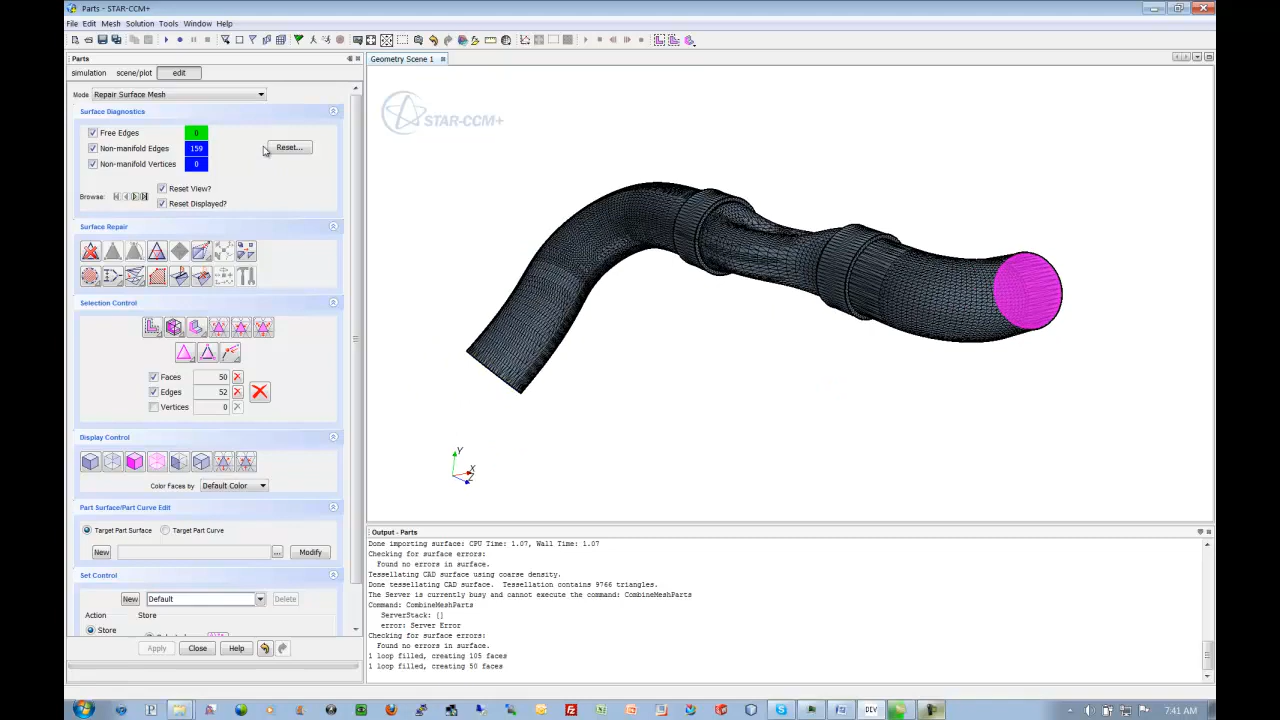 Parts - STAR-CCM+
File Edit Mesh Solution Tools Window Help
Parts
simulation scene/plot edit
Mode Repair Surface Mesh
Surface Diagnostics
Free Edges 0
Non-manifold Edges 159
Reset...
Non-manifold Vertices 0
Browse: Reset View?
Reset Displayed?
Surface Repair
Selection Control
Faces 50
Edges 52
Vertices 0
Display Control
Color Faces by Default Color
Part Surface/Part Curve Edit
Target Part Surface Target Part Curve
New ... Modify
Set Control
New Default Delete
Action Store
Store
Apply Close Help
Geometry Scene 1
STAR-CCM+
Y
X
Z
Output - Parts
Done importing surface: CPU Time: 1.07, Wall Time: 1.07
Checking for surface errors:
Found no errors in surface.
Tessellating CAD surface using coarse density.
Done tessellating CAD surface. Tessellation contains 9766 triangles.
The Server is currently busy and cannot execute the command: CombineMeshParts
Command: CombineMeshParts
ServerStack: []
error: Server Error
Checking for surface errors:
Found no errors in surface.
1 loop filled, creating 105 faces
1 loop filled, creating 50 faces
DEV
7:41 AM